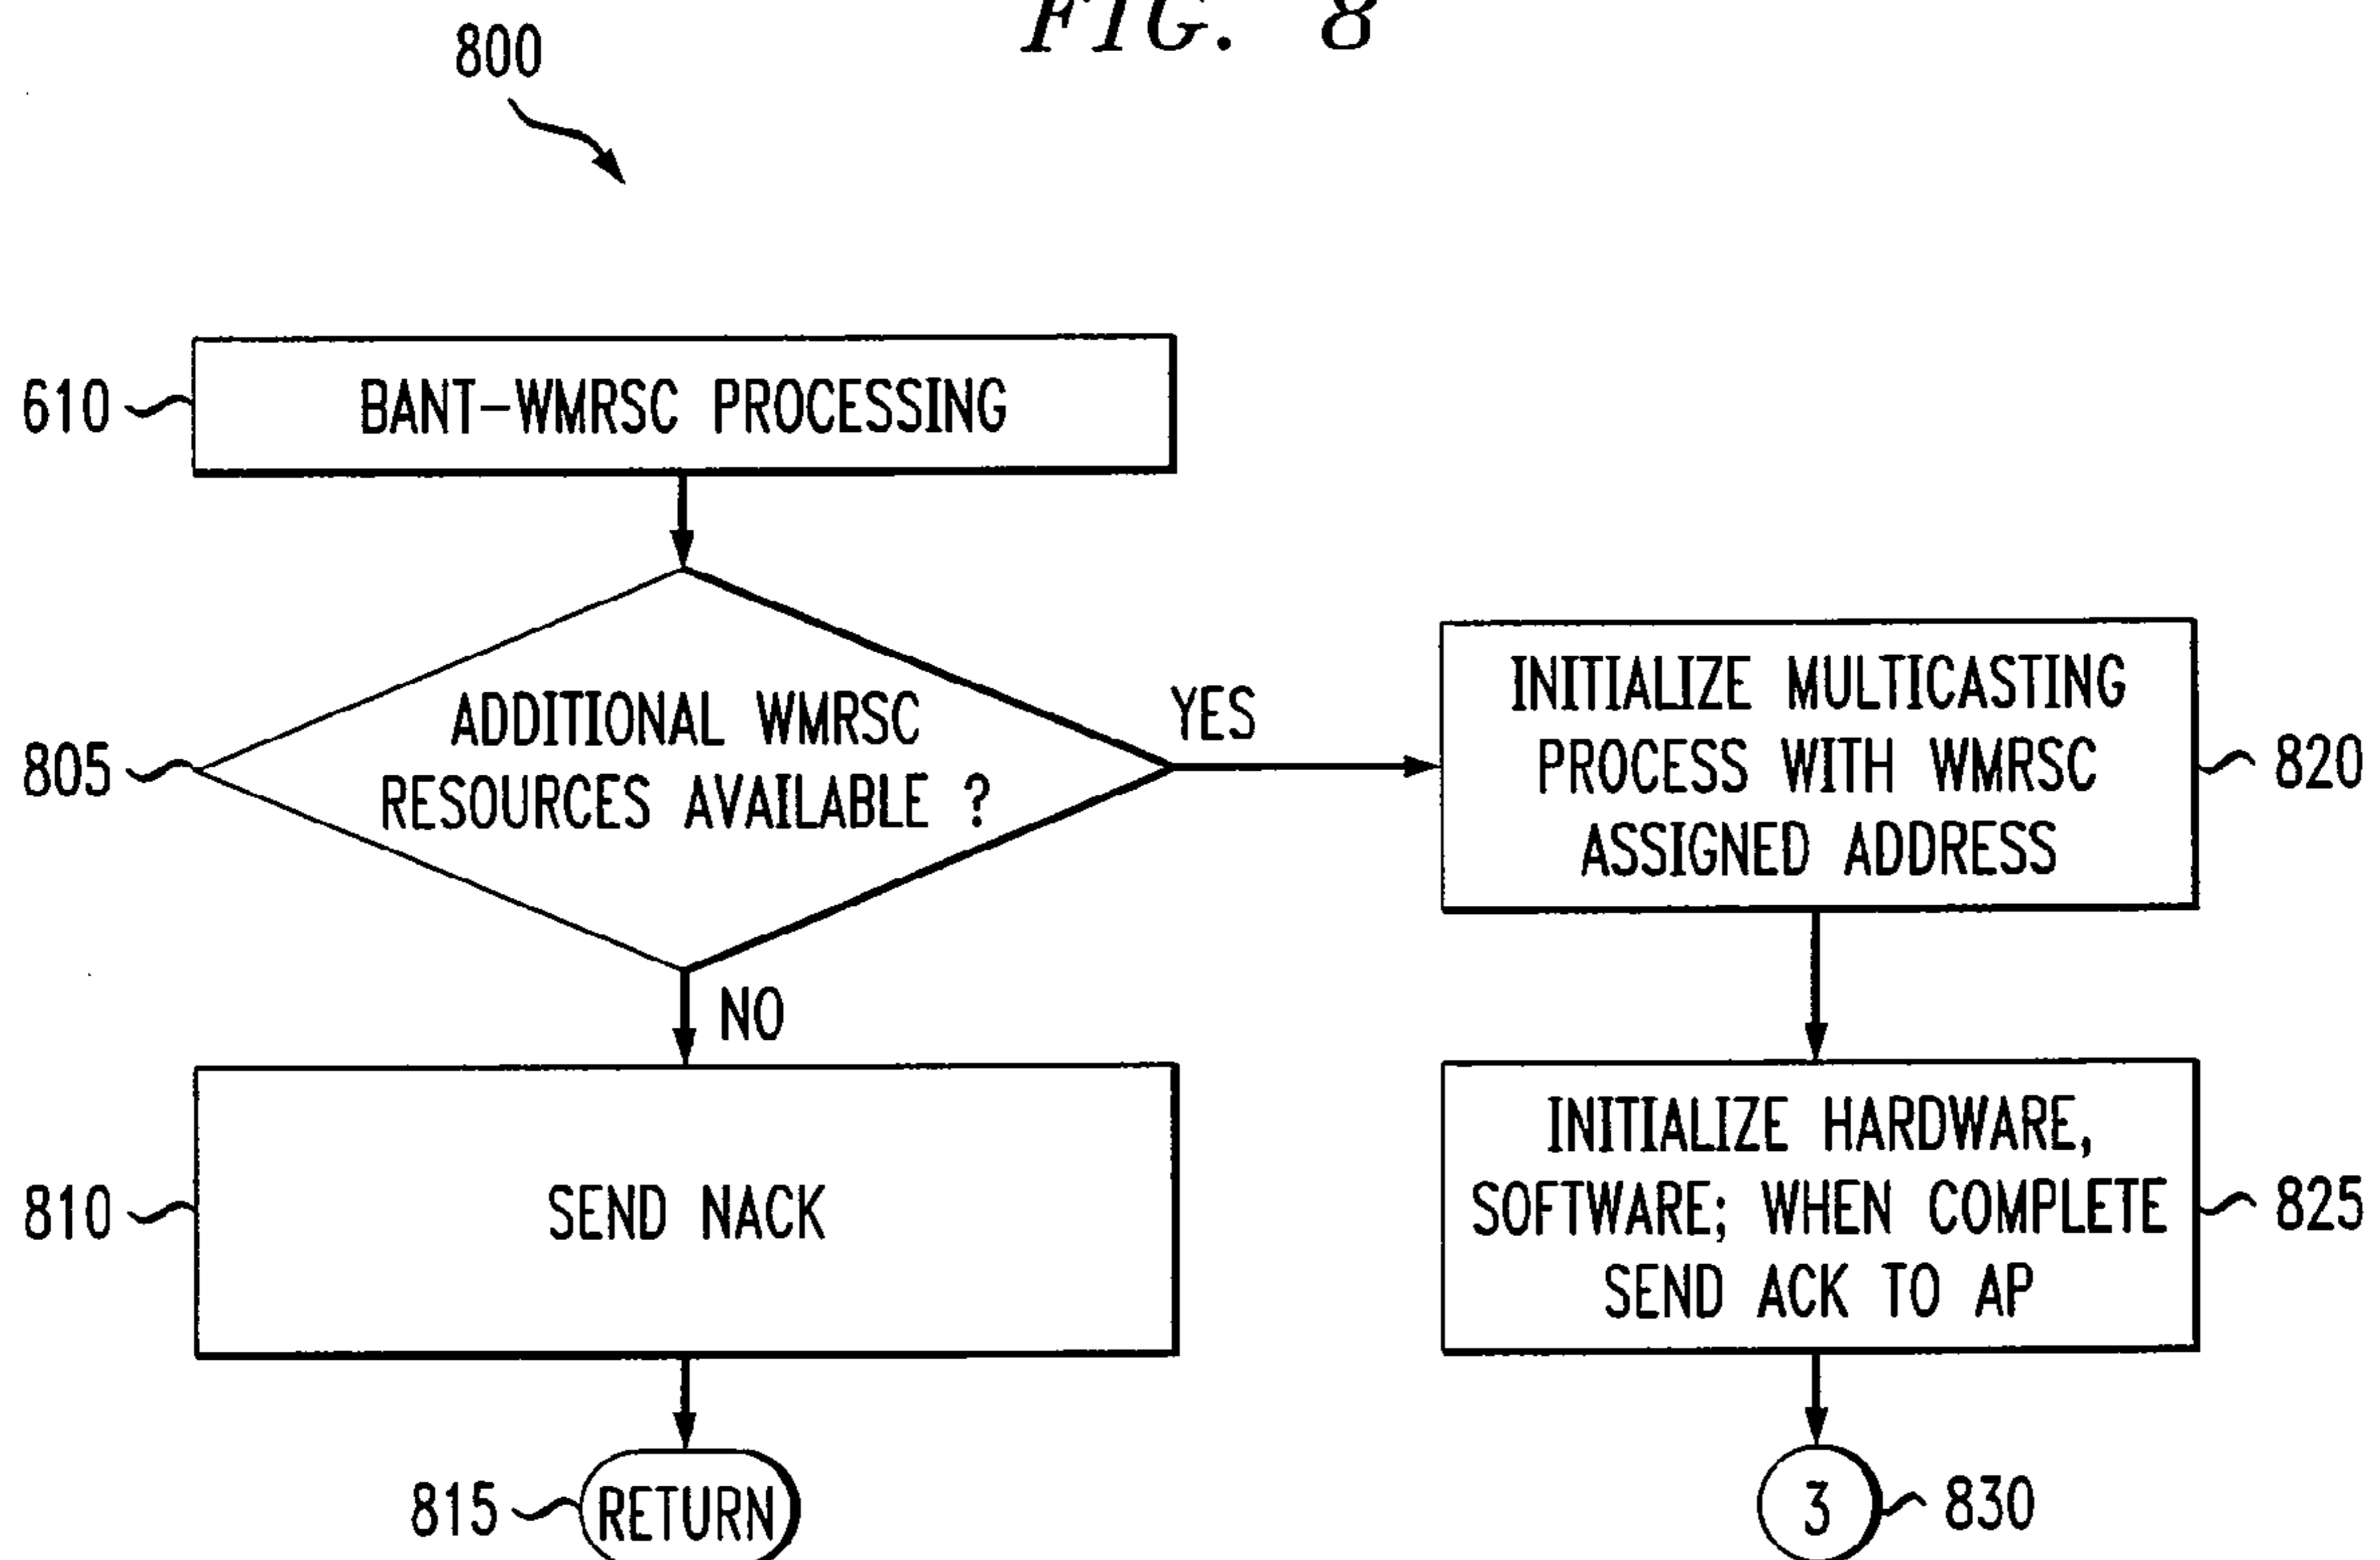 FIG. 8
800
610
BANT-WMRSC PROCESSING
805
ADDITIONAL WMRSC
RESOURCES AVAILABLE ?
YES
NO
INITIALIZE MULTICASTING
PROCESS WITH WMRSC
ASSIGNED ADDRESS
820
810
SEND NACK
INITIALIZE HARDWARE,
SOFTWARE; WHEN COMPLETE
SEND ACK TO AP
825
815
RETURN
3
830